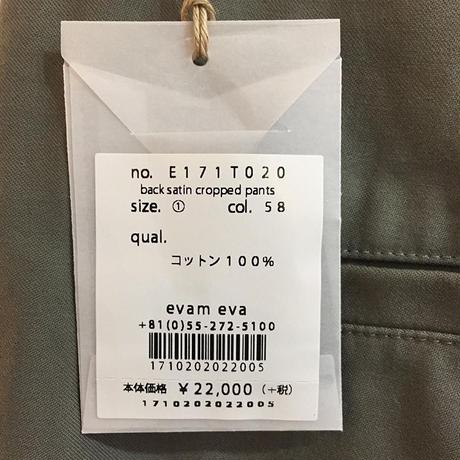 no. E171T020
back satin cropped pants
size. ① col. 58
qual.
コットン100%
evam eva
+81(0)55-272-5100
1710202022005
本体価格 ¥22,000 (+税)
1710202022005